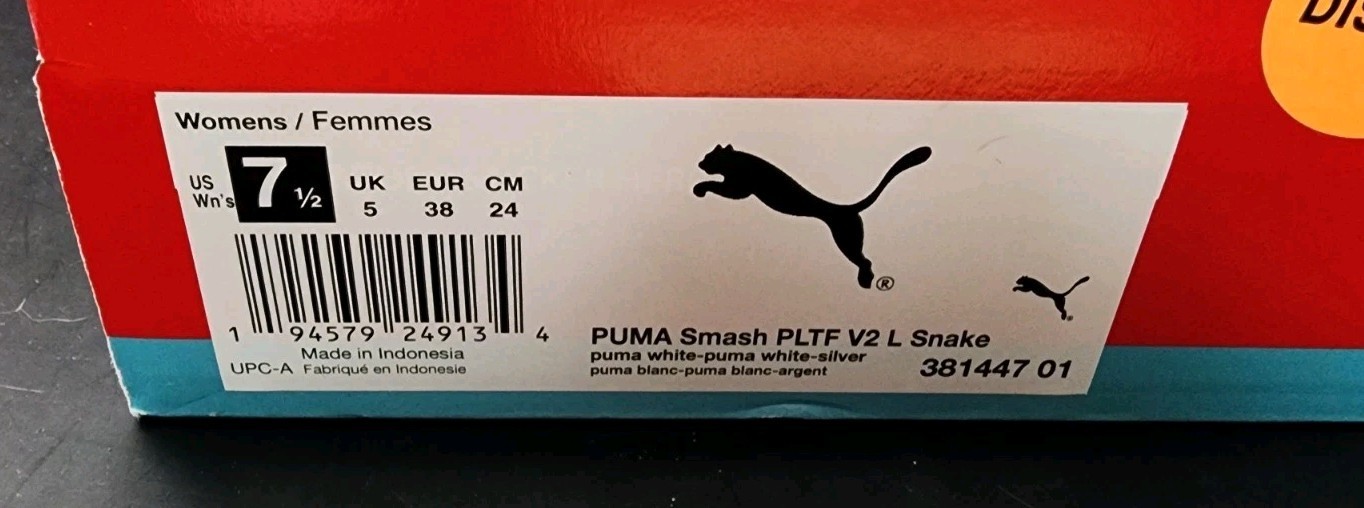 Womens / Femmes
US Wn's 7 ½
UK EUR CM
5 38 24
1 94579 24913 4
Made in Indonesia
UPC-A Fabriqué en Indonesie
®
PUMA Smash PLTF V2 L Snake
puma white-puma white-silver
puma blanc-puma blanc-argent
381447 01